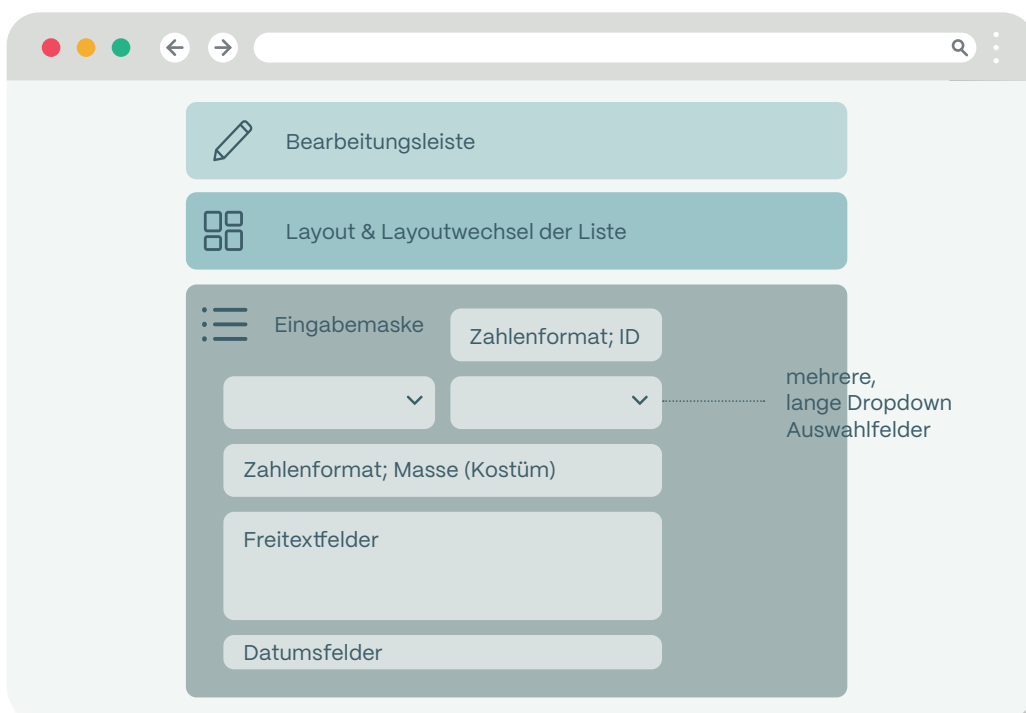 Bearbeitungsleiste
Layout & Layoutwechsel der Liste
Eingabemaske
Zahlenformat; ID
mehrere,
lange Dropdown
Auswahlfelder
Zahlenformat; Masse (Kostüm)
Freitextfelder
Datumsfelder